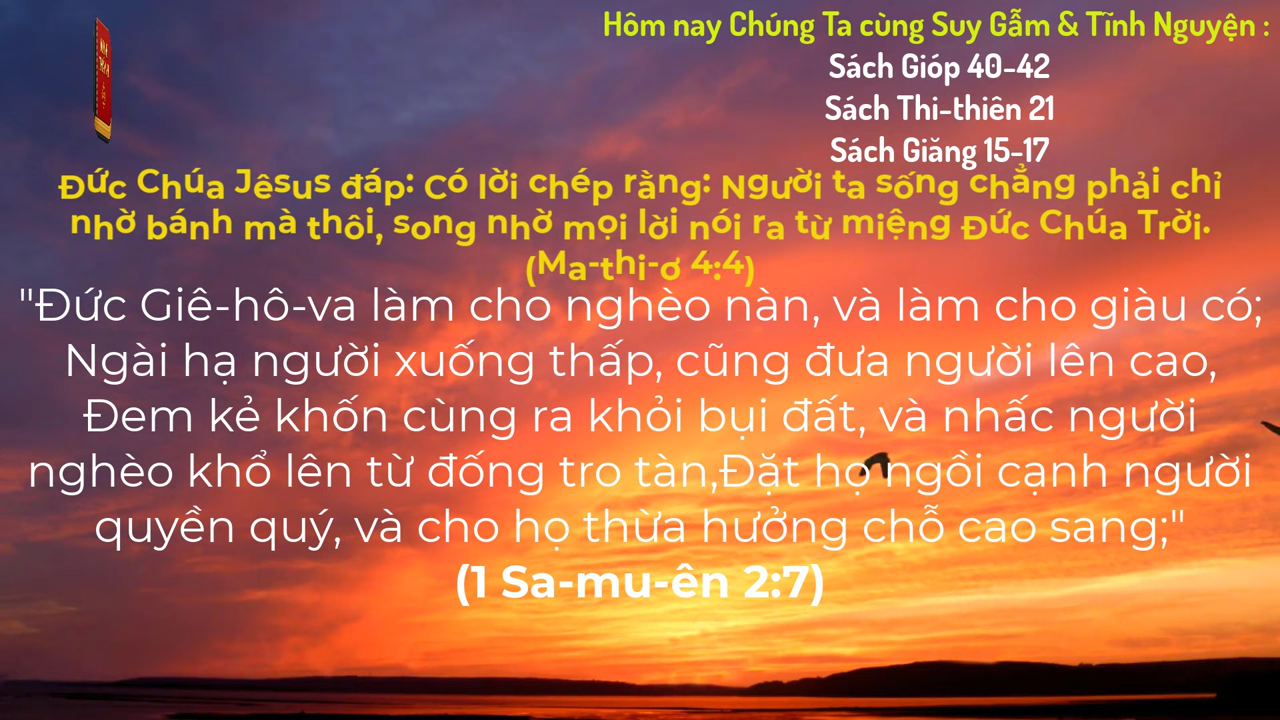 Hôm nay Chúng Ta cùng Suy Gẫm & Tĩnh Nguyện :
Sách Gióp 40-42
Sách Thi-thiên 21
Sách Giăng 15-17
Đức Chúa Jêsus đáp: Có lời chép rằng: Người ta sống chẳng phải chỉ
nhờ bánh mà thôi, song nhờ mọi lời nói ra từ miệng Đức Chúa Trời.
(Ma-thi-ơ 4:4)
"Đức Giê-hô-va làm cho nghèo nàn, và làm cho giàu có;
Ngài hạ người xuống thấp, cũng đưa người lên cao,
Đem kẻ khốn cùng ra khỏi bụi đất, và nhấc người
nghèo khổ lên từ đống tro tàn,Đặt họ ngồi cạnh người
quyền quý, và cho họ thừa hưởng chỗ cao sang;"
(1 Sa-mu-ên 2:7)